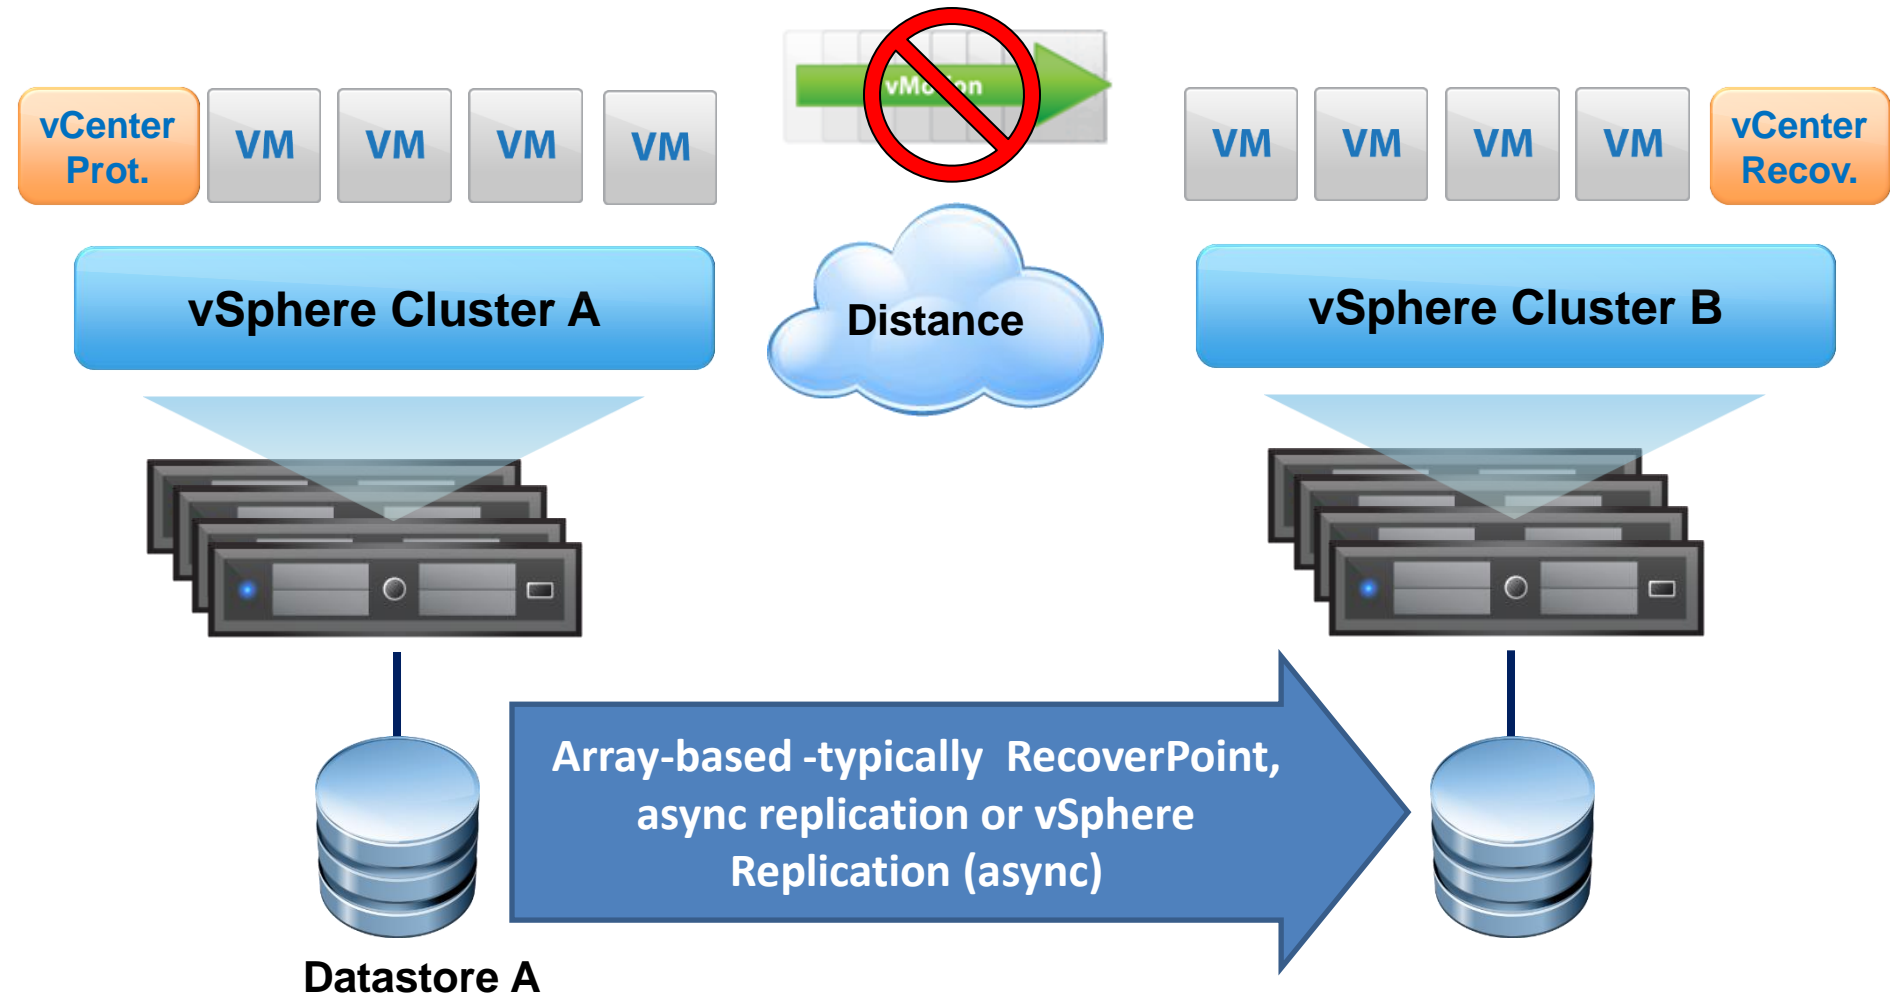 vMotion
vCenter
Prot.
VM
VM
VM
VM
VM
VM
VM
VM
vCenter
Recov.
vSphere Cluster A
Distance
vSphere Cluster B
Array-based -typically RecoverPoint,
async replication or vSphere
Replication (async)
Datastore A